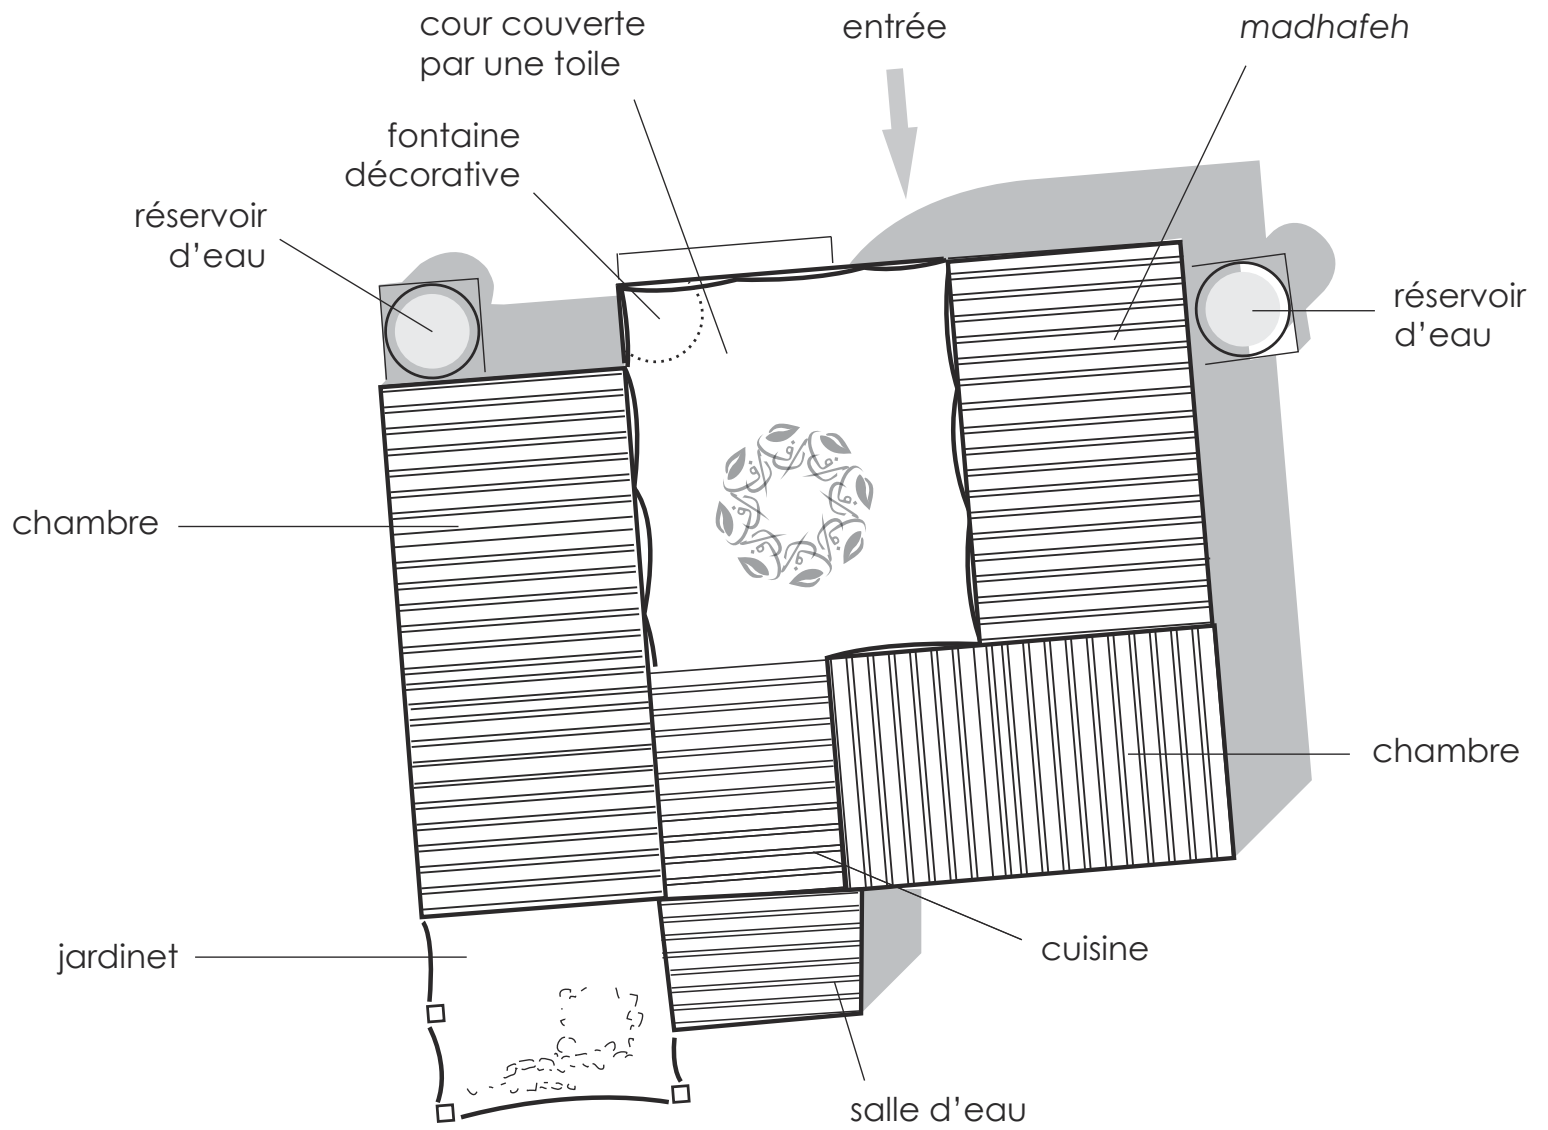 cour couverte
par une toile
entrée
madhafeh
fontaine
décorative
réservoir
d’eau
réservoir
d’eau
chambre
chambre
jardinet
cuisine
salle d’eau